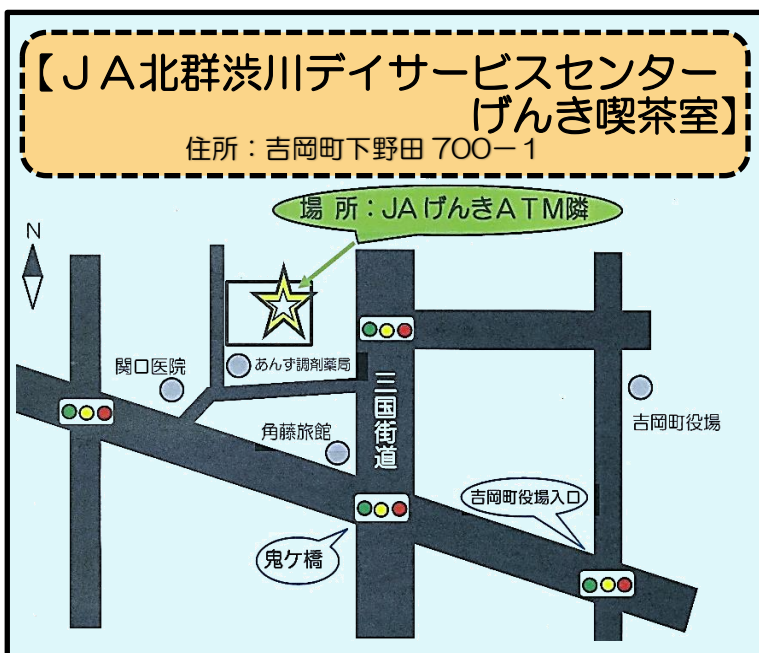 【ＪＡ北群渋川デイサービスセンター
げんき喫茶室】
住所：吉岡町下野田 700－1
場 所：JAげんきＡＴＭ隣
N
関口医院
あんず調剤薬局
三国街道
吉岡町役場
角藤旅館
吉岡町役場入口
鬼ケ橋